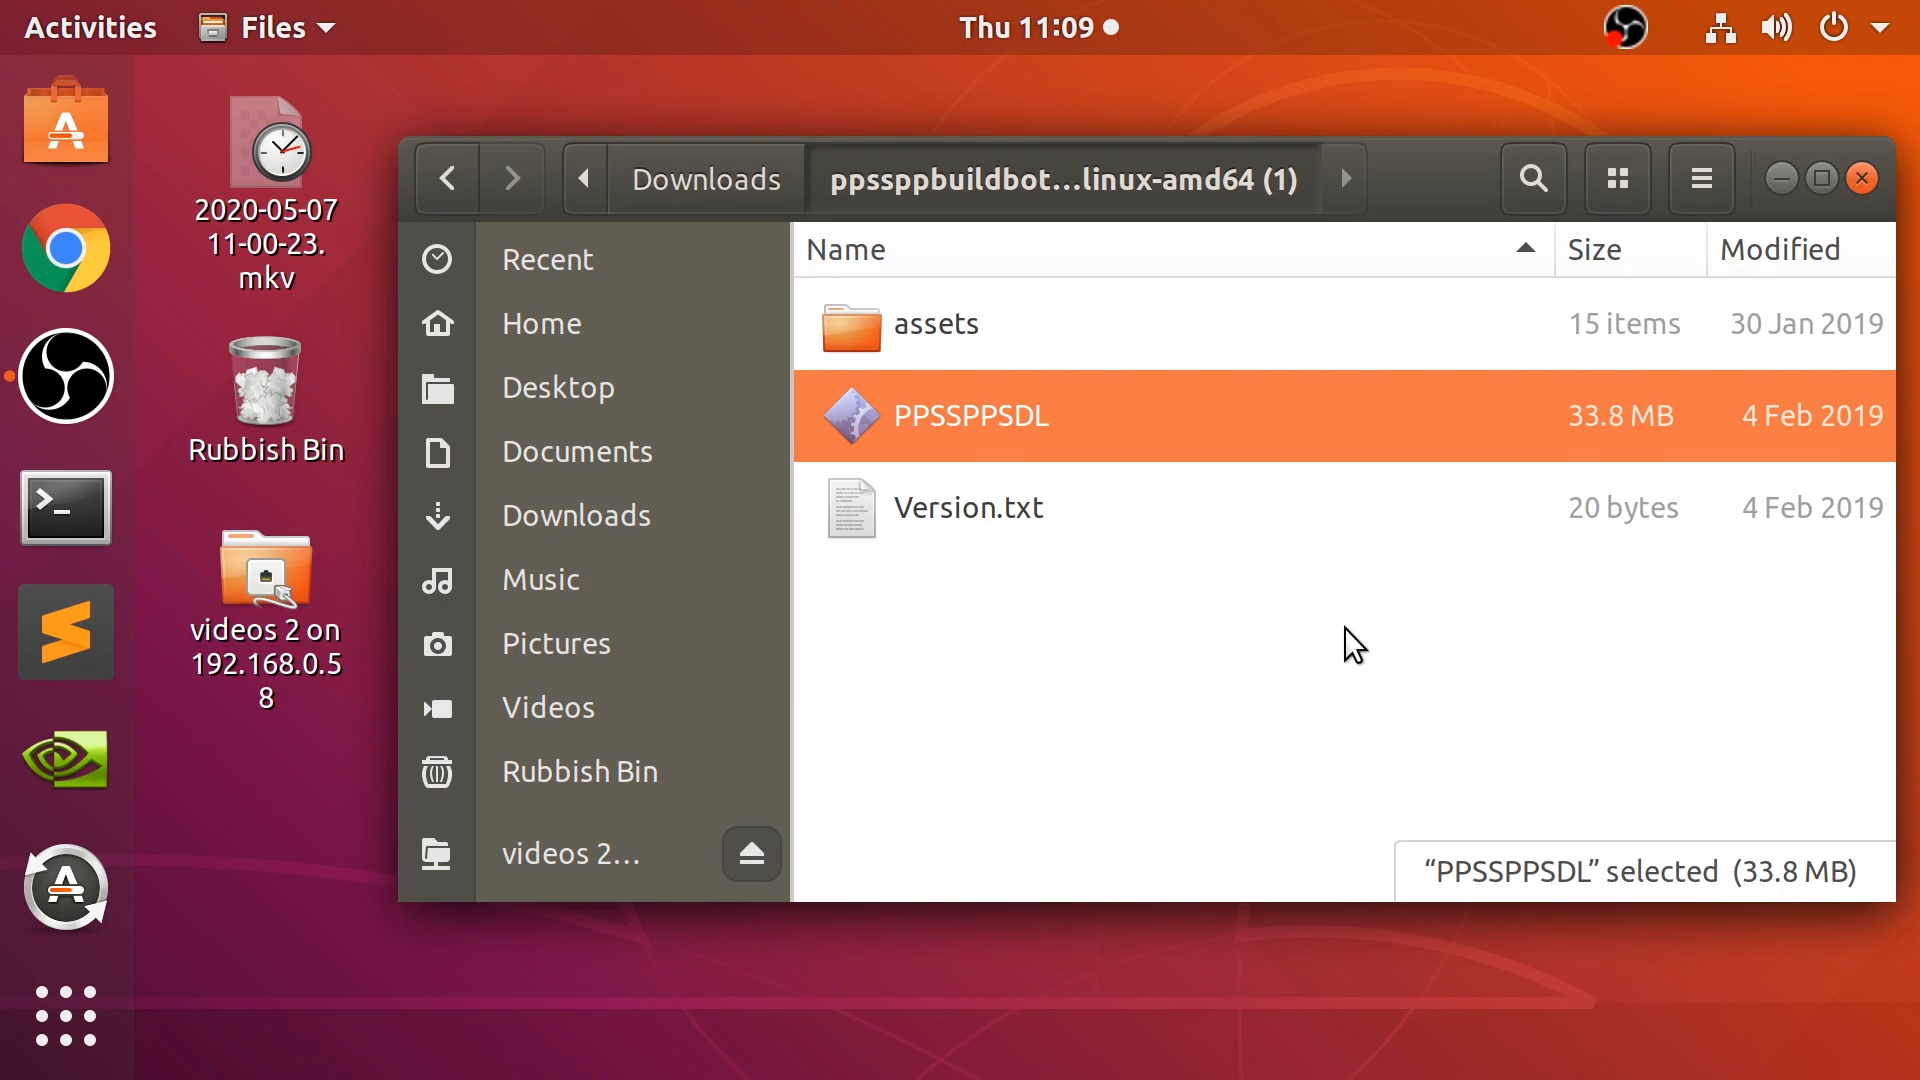 Activities
Files
Thu 11:09
2020-05-07
11-00-23.
mkv
Rubbish Bin
videos 2 on
192.168.0.5
8
Downloads
ppssppbuildbot...linux-amd64 (1)
Recent
Home
Desktop
Documents
Downloads
Music
Pictures
Videos
Rubbish Bin
videos 2...
Name Size Modified
assets 15 items 30 Jan 2019
PPSSPPSDL 33.8 MB 4 Feb 2019
Version.txt 20 bytes 4 Feb 2019
“PPSSPPSDL” selected (33.8 MB)